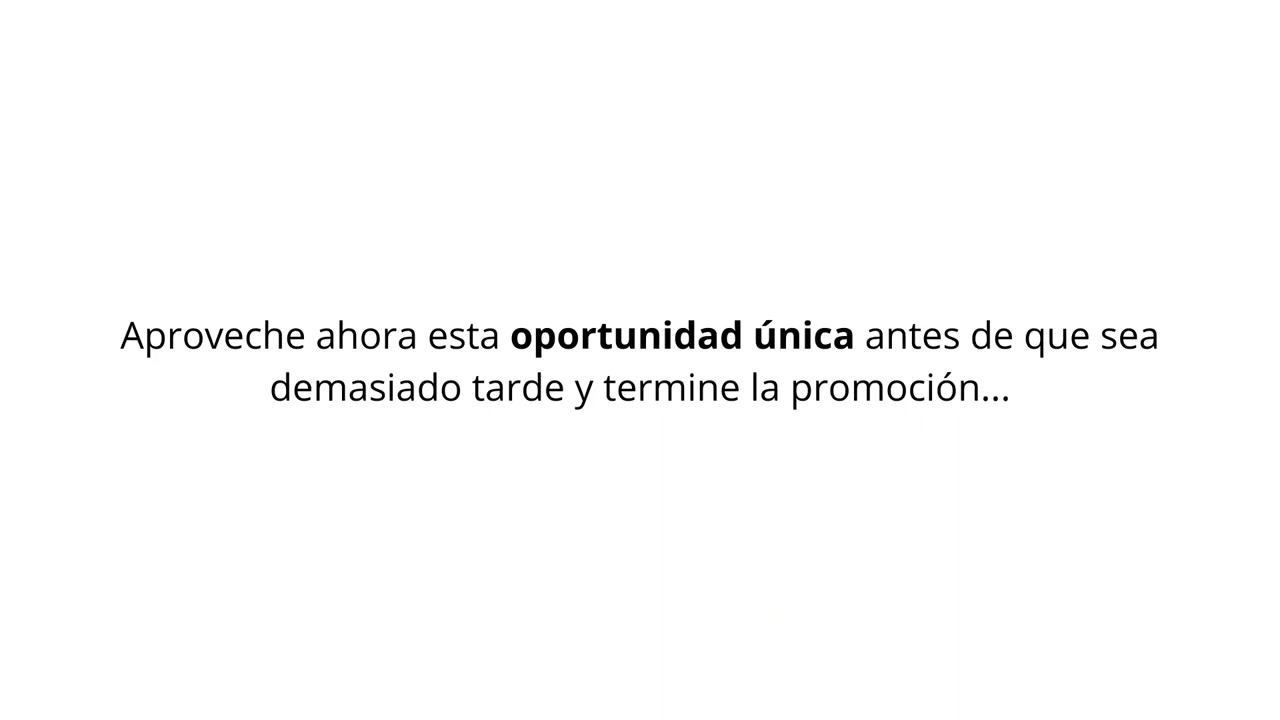 Aproveche ahora esta oportunidad única antes de que sea
demasiado tarde y termine la promoción...